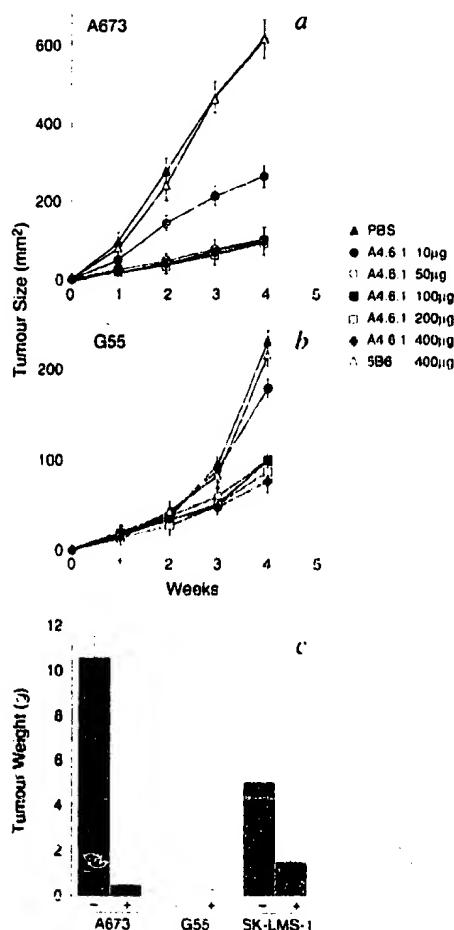 A673
a
600
400
200
0
0 1 2 3 4 5
Tumour Size (mm²)
▲ PBS
● A4.6.1 10µg
○ A4.6.1 50µg
■ A4.6.1 100µg
□ A4.6.1 200µg
◆ A4.6.1 400µg
△ 5B6 400µg
G55
b
200
100
0
0 1 2 3 4 5
Weeks
c
12
10
8
6
4
2
0
Tumour Weight (g)
− + + − +
A673 G55 SK-LMS-1